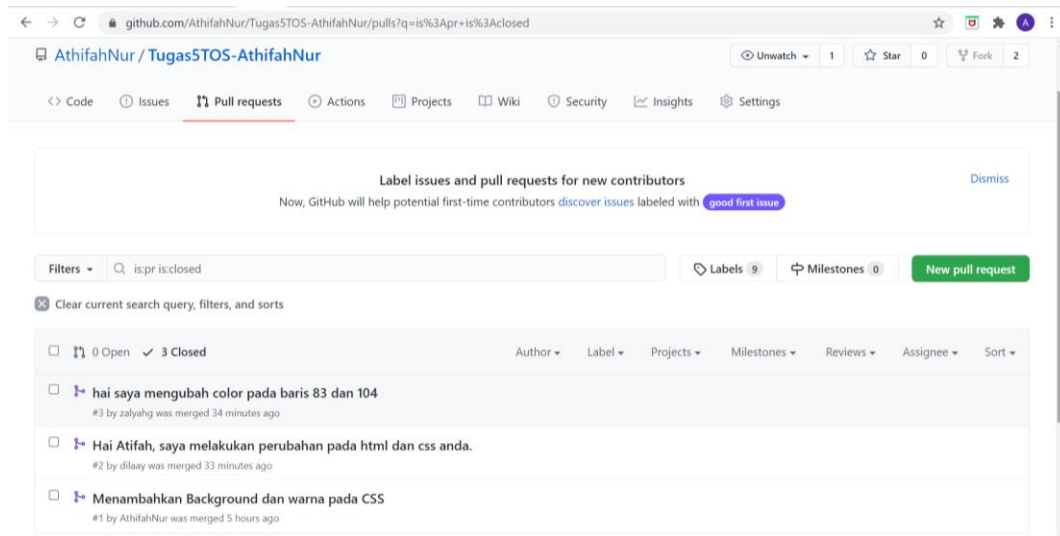 github.com/AthifahNur/Tugas5TOS-AthifahNur/pulls?q=is%3Apr+is%3Aclosed
A
AthifahNur / Tugas5TOS-AthifahNur
Unwatch 1 Star 0 Fork 2
<> Code Issues Pull requests Actions Projects Wiki Security Insights Settings
Label issues and pull requests for new contributors
Dismiss
Now, GitHub will help potential first-time contributors discover issues labeled with good first issue
Filters is:pr is:closed Labels 9 Milestones 0 New pull request
Clear current search query, filters, and sorts
0 Open 3 Closed Author Label Projects Milestones Reviews Assignee Sort
hai saya mengubah color pada baris 83 dan 104
#3 by zalyahg was merged 34 minutes ago
Hai Atifah, saya melakukan perubahan pada html dan css anda.
#2 by dilaay was merged 33 minutes ago
Menambahkan Background dan warna pada CSS
#1 by AthifahNur was merged 5 hours ago